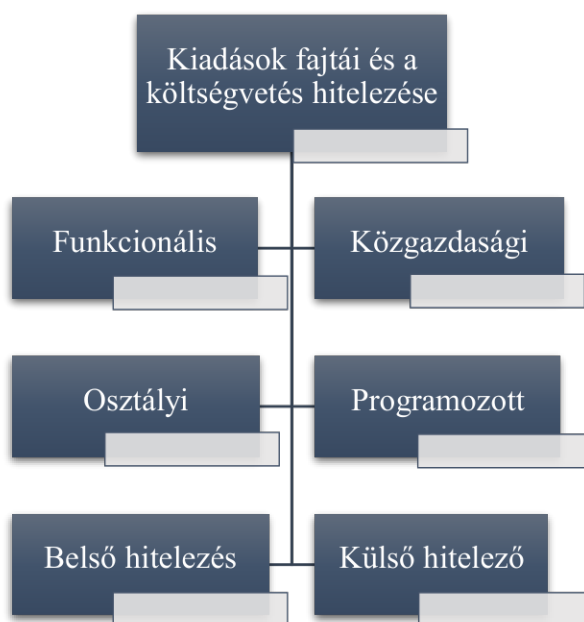 Kiadások fajtái és a
költségvetés hitelezése
Funkcionális
Közgazdasági
Osztályi
Programozott
Belső hitelezés
Külső hitelező